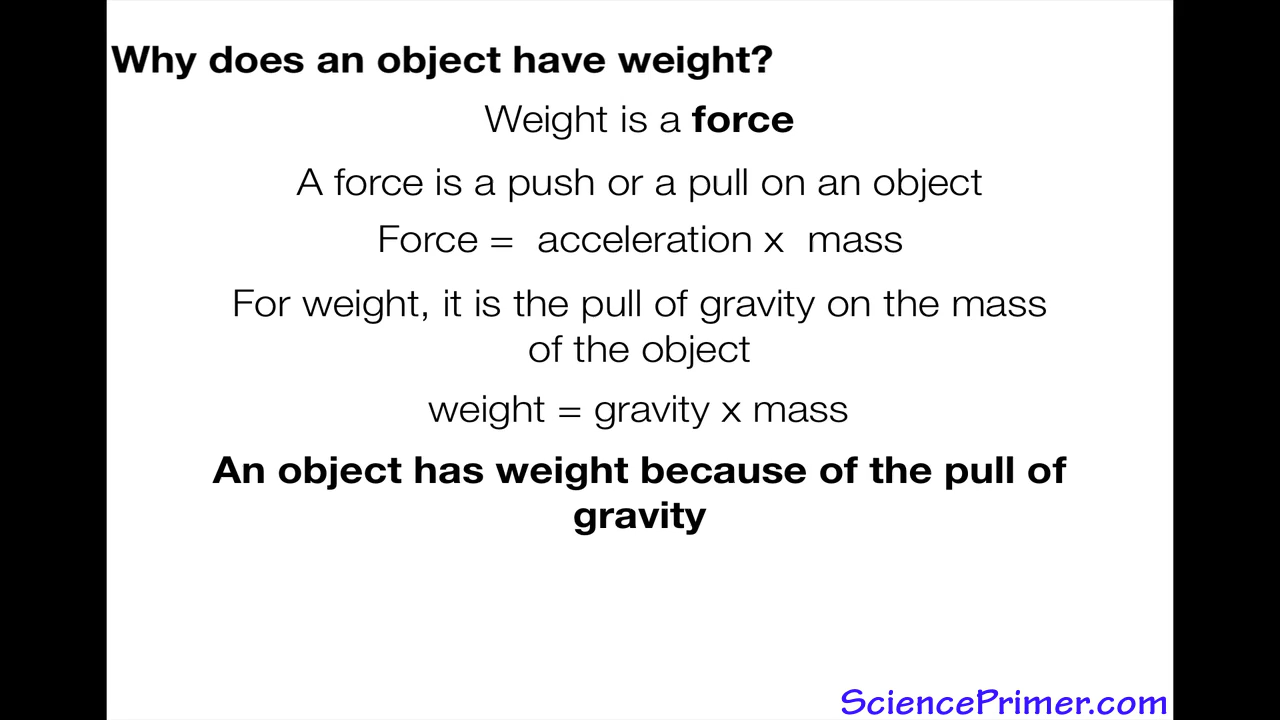 Why does an object have weight?
Weight is a force
A force is a push or a pull on an object
Force =  acceleration x  mass
For weight, it is the pull of gravity on the mass
of the object
weight = gravity x mass
An object has weight because of the pull of
gravity
SciencePrimer.com